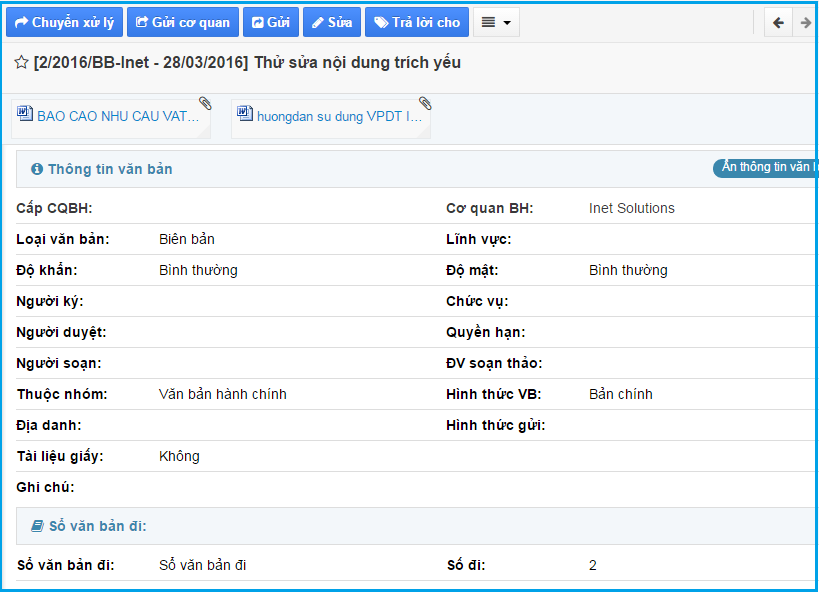 Chuyển xử lý Gửi cơ quan Gửi Sửa Trả lời cho
[2/2016/BB-Inet - 28/03/2016] Thử sửa nội dung trích yếu
BAO CAO NHU CAU VAT... huongdan su dung VPDT I...
Thông tin văn bản Ẩn thông tin văn
Cấp CQBH: Cơ quan BH: Inet Solutions
Loại văn bản: Biên bản Lĩnh vực:
Độ khẩn: Bình thường Độ mật: Bình thường
Người ký: Chức vụ:
Người duyệt: Quyền hạn:
Người soạn: ĐV soạn thảo:
Thuộc nhóm: Văn bản hành chính Hình thức VB: Bản chính
Địa danh: Hình thức gửi:
Tài liệu giấy: Không
Ghi chú:
Sổ văn bản đi:
Sổ văn bản đi: Sổ văn bản đi Số đi: 2